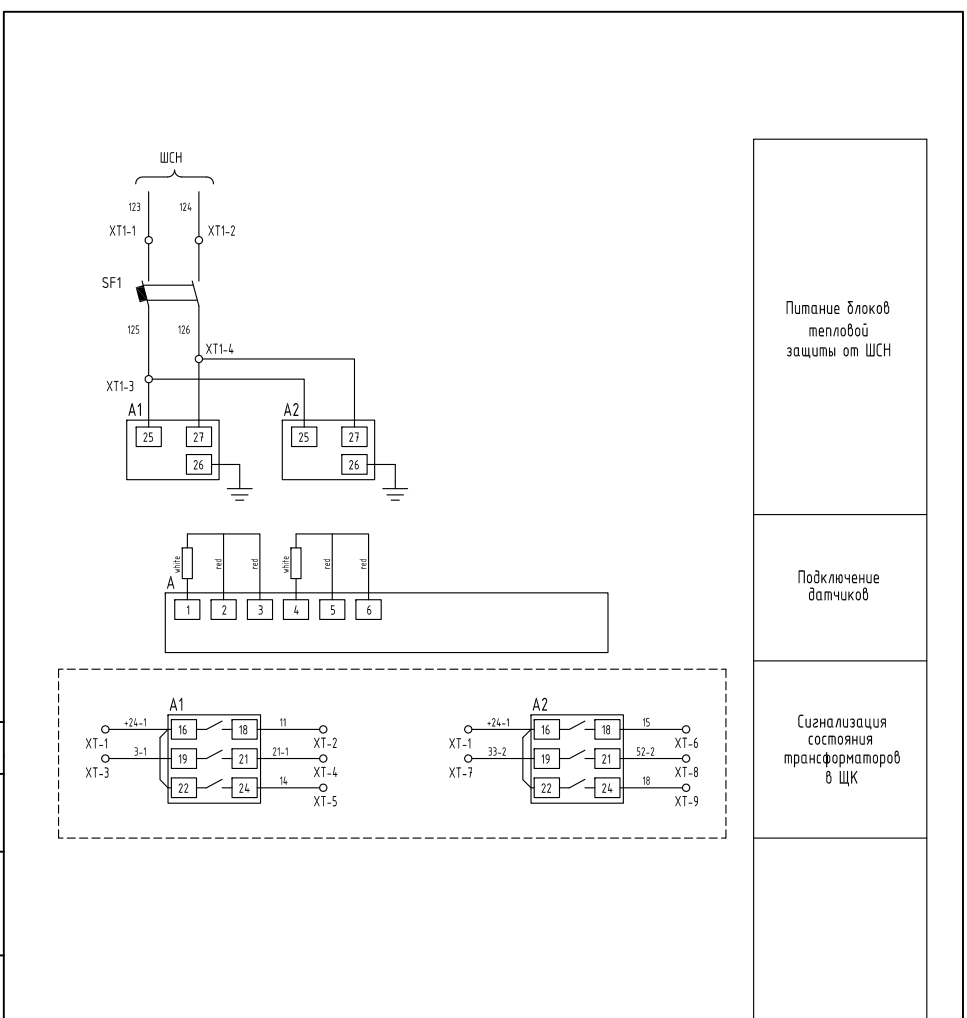 ШСН
123
124
XT1-1
XT1-2
SF1
125
126
XT1-4
XT1-3
A1
A2
25
27
25
27
26
26
Питание блоков
тепловой
защиты от ШСН
white
red
red
white
red
red
A
1
2
3
4
5
6
Подключение
датчиков
A1
A2
+24-1
16
18
11
+24-1
16
18
15
XT-1
XT-2
XT-1
XT-6
3-1
19
21
21-1
33-2
19
21
52-2
XT-3
XT-4
XT-7
XT-8
22
24
14
22
24
18
XT-5
XT-9
Сигнализация
состояния
трансформаторов
в ЩК